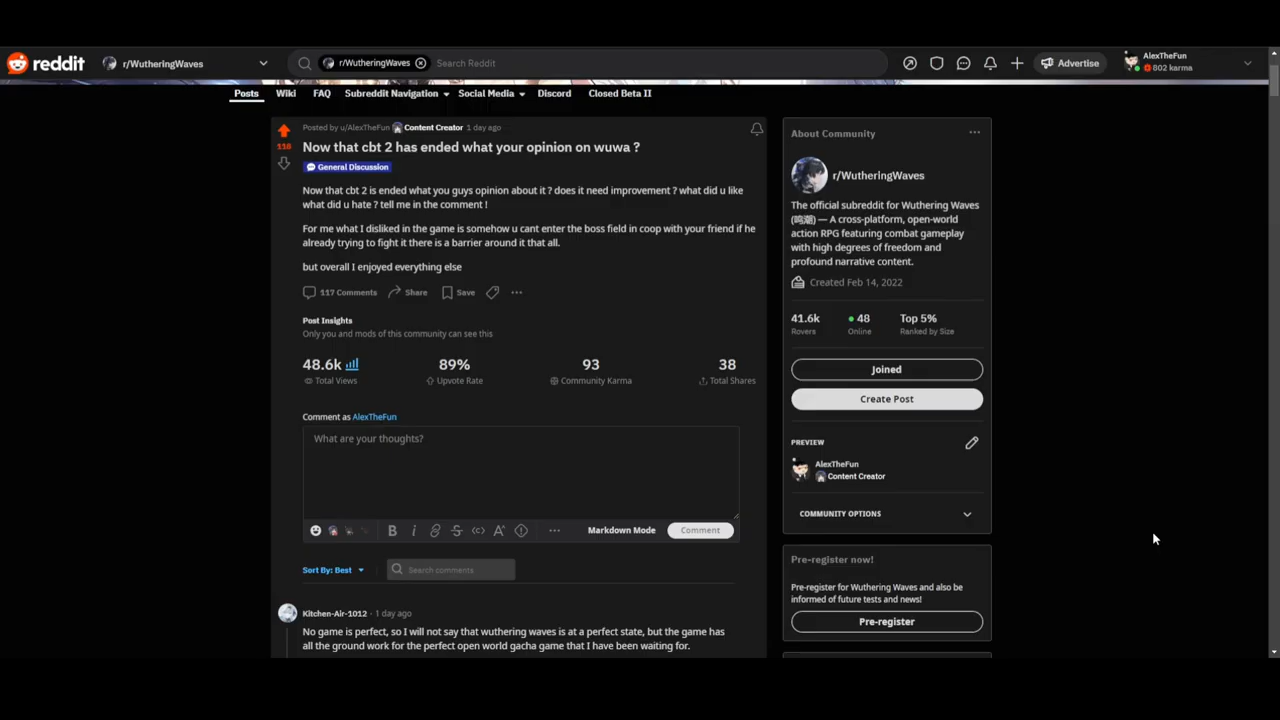 reddit
r/WutheringWaves
r/WutheringWaves
Search Reddit
Advertise
AlexTheFun
802 karma
Posts
Wiki
FAQ
Subreddit Navigation
Social Media
Discord
Closed Beta II
Posted by u/AlexTheFun Content Creator 1 day ago
116
Now that cbt 2 has ended what your opinion on wuwa ?
General Discussion
Now that cbt 2 is ended what you guys opinion about it ? does it need improvement ? what did u like
what did u hate ? tell me in the comment !
For me what I disliked in the game is somehow u cant enter the boss field in coop with your friend if he
already trying to fight it there is a barrier around it that all.
but overall I enjoyed everything else
117 Comments
Share
Save
Post Insights
Only you and mods of this community can see this
48.6k
Total Views
89%
Upvote Rate
93
Community Karma
38
Total Shares
Comment as AlexTheFun
What are your thoughts?
Markdown Mode
Comment
Sort By: Best
Search comments
Kitchen-Air-1012 · 1 day ago
No game is perfect, so I will not say that wuthering waves is at a perfect state, but the game has
all the ground work for the perfect open world gacha game that I have been waiting for.
About Community
r/WutheringWaves
The official subreddit for Wuthering Waves
(鸣潮) — A cross-platform, open-world
action RPG featuring combat gameplay
with high degrees of freedom and
profound narrative content.
Created Feb 14, 2022
41.6k
Rovers
48
Online
Top 5%
Ranked by Size
Joined
Create Post
PREVIEW
AlexTheFun
Content Creator
COMMUNITY OPTIONS
Pre-register now!
Pre-register for Wuthering Waves and also be
informed of future tests and news!
Pre-register